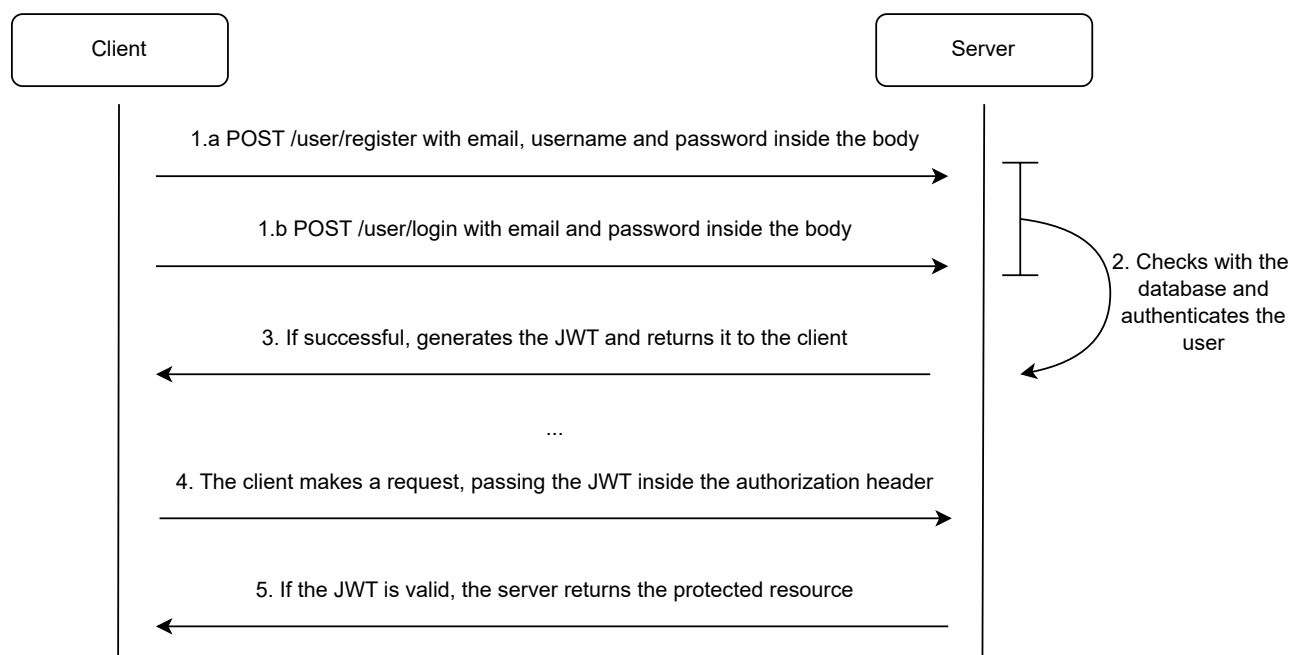 Client
Server
1.a POST /user/register with email, username and password inside the body
1.b POST /user/login with email and password inside the body
2. Checks with the
database and
authenticates the
user
3. If successful, generates the JWT and returns it to the client
...
4. The client makes a request, passing the JWT inside the authorization header
5. If the JWT is valid, the server returns the protected resource